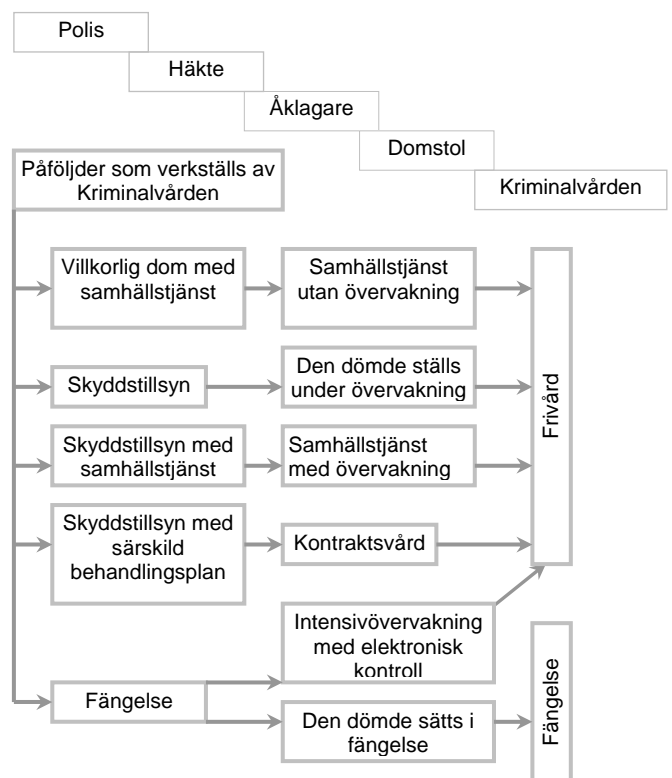 Polis
Häkte
Åklagare
Domstol
Kriminalvården
Påföljder som verkställs av
Kriminalvården
Villkorlig dom med
samhällstjänst
Samhällstjänst
utan övervakning
Skyddstillsyn
Den dömde ställs
under övervakning
Skyddstillsyn med
samhällstjänst
Samhällstjänst
med övervakning
Skyddstillsyn med
särskild
behandlingsplan
Kontraktsvård
Frivård
Intensivövervakning
med elektronisk
kontroll
Fängelse
Den dömde sätts i
fängelse
Fängelse